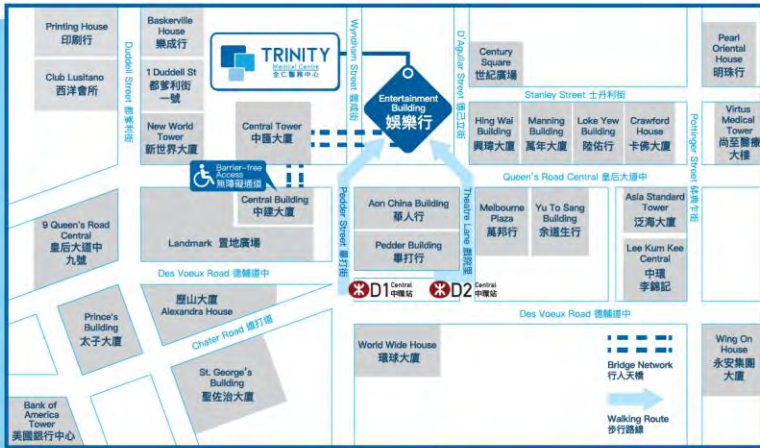 Printing House
印刷行
Club Lusitano
西洋會所
Duddell Street 都爹利街
Baskerville
House
樂成行
1 Duddell St
都爹利街
一號
New World
Tower
新世界大廈
TRINITY
Medical Centre
全仁醫務中心
Central Tower
中匯大廈
Wyndham Street 雲咸街
Entertainment
Building
娛樂行
D'Aguilar Street 德己立街
Century
Square
世紀廣場
Pearl
Oriental
House
明珠行
Stanley Street 士丹利街
Hing Wai
Building
興瑋大廈
Manning
Building
萬年大廈
Loke Yew
Building
陸佑行
Crawford
House
卡佛大廈
Pottinger Street 砵典乍街
Virtus
Medical
Tower
尚至醫療
大樓
Barrier-free
Access
無障礙通道
Queen's Road Central 皇后大道中
9 Queen's Road
Central
皇后大道中
九號
Central Building
中建大廈
Landmark 置地廣場
Pedder Street 畢打街
Aon China Building
華人行
Pedder Building
畢打行
Theatre Lane 戲院里
Melbourne
Plaza
萬邦行
Yu To Sang
Building
余道生行
Asia Standard
Tower
泛海大廈
Lee Kum Kee
Central
中環
李錦記
Des Voeux Road 德輔道中
D1 Central
中環站
D2 Central
中環站
Des Voeux Road 德輔道中
Prince's
Building
太子大廈
歷山大廈
Alexandra House
Chater Road 遮打道
St. George's
Building
聖佐治大廈
World Wide House
環球大廈
Bridge Network
行人天橋
Walking Route
步行路線
Wing On
House
永安集團
大廈
Bank of
America
Tower
美國銀行中心